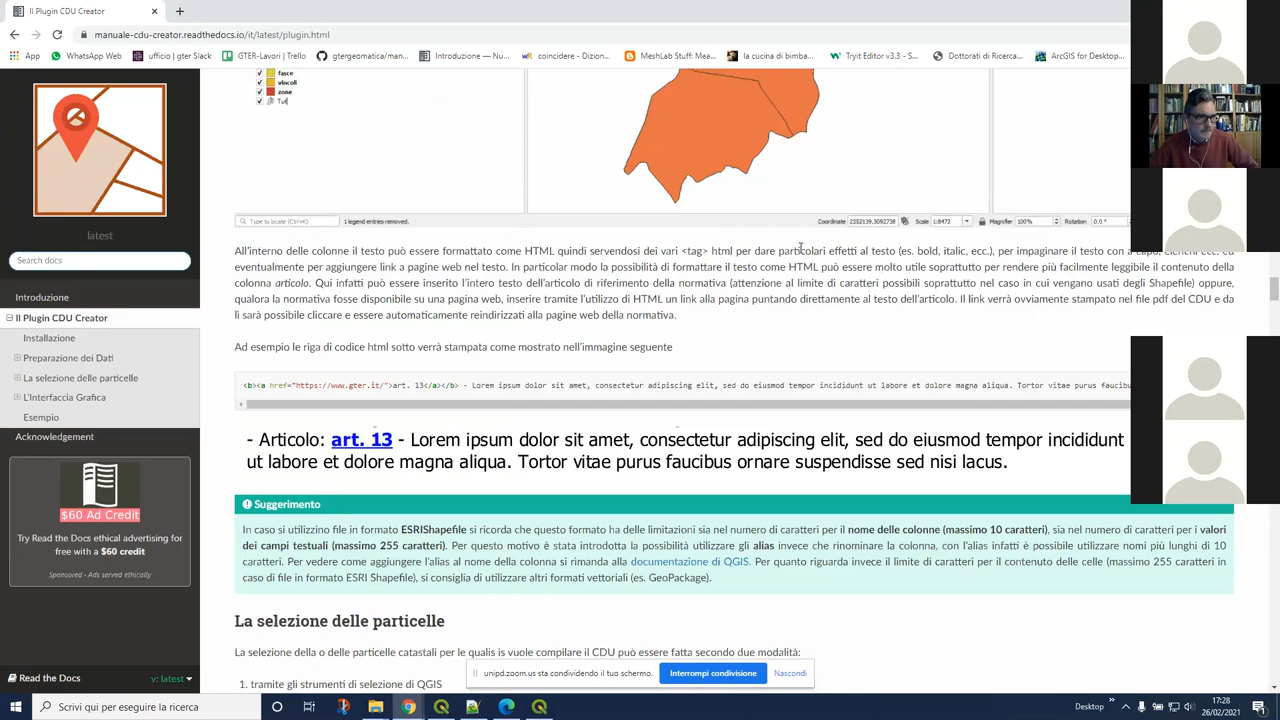 Il Plugin CDU Creator
manuale-cdu-creator.readthedocs.io/it/latest/plugin.html
App
WhatsApp Web
ufficio | gter Slack
GTER-Lavori | Trello
gtergeomatica/man...
Introduzione — Nu...
coincidere - Dizion...
MeshLab Stuff: Mea...
la cucina di bimba...
Tryit Editor v3.3 - S...
Dottorati di Ricerca...
ArcGIS for Desktop...
fasce
vincoli
zone
Type to locate (Ctrl+K)
1 legend entries removed.
Coordinate 2352139,5092738
Scale 1:8472
Magnifier 100%
Rotation 0.0 °
latest
Search docs
Introduzione
Il Plugin CDU Creator
Installazione
Preparazione dei Dati
La selezione delle particelle
L'Interfaccia Grafica
Esempio
Acknowledgement
$60 Ad Credit
Try Read the Docs ethical advertising for free with a $60 credit
Sponsored · Ads served ethically
Read the Docs
v: latest
All'interno delle colonne il testo può essere formattato come HTML quindi servendosi dei vari <tag> html per dare particolari effetti al testo (es. bold, italic, ecc.), per impaginare il testo con a capo, elenchi ecc. ed
eventualmente per aggiungere link a pagine web nel testo. In particolar modo la possibilità di formattare il testo come HTML può essere molto utile soprattutto per rendere più facilmente leggibile il contenuto della
colonna articolo. Qui infatti può essere inserito l'intero testo dell'articolo di riferimento della normativa (attenzione al limite di caratteri possibili soprattutto nel caso in cui vengano usati degli Shapefile) oppure,
qualora la normativa fosse disponibile su una pagina web, inserire tramite l'utilizzo di HTML un link alla pagina puntando direttamente al testo dell'articolo. Il link verrà ovviamente stampato nel file pdf del CDU e da
lì sarà possibile cliccare e essere automaticamente reindirizzati alla pagina web della normativa.
Ad esempio le riga di codice html sotto verrà stampata come mostrato nell'immagine seguente
<b><a href="https://www.gter.it/">art. 13</a></b> - Lorem ipsum dolor sit amet, consectetur adipiscing elit, sed do eiusmod tempor incididunt ut labore et dolore magna aliqua. Tortor vitae purus faucibu
- Articolo: art. 13 - Lorem ipsum dolor sit amet, consectetur adipiscing elit, sed do eiusmod tempor incididunt
ut labore et dolore magna aliqua. Tortor vitae purus faucibus ornare suspendisse sed nisi lacus.
Suggerimento
In caso si utilizzino file in formato ESRIShapefile si ricorda che questo formato ha delle limitazioni sia nel numero di caratteri per il nome delle colonne (massimo 10 caratteri), sia nel numero di caratteri per i valori
dei campi testuali (massimo 255 caratteri). Per questo motivo è stata introdotta la possibilità utilizzare gli alias invece che rinominare la colonna, con l'alias infatti è possibile utilizzare nomi più lunghi di 10
caratteri. Per vedere come aggiungere l'alias al nome della colonna si rimanda alla documentazione di QGIS. Per quanto riguarda invece il limite di caratteri per il contenuto delle celle (massimo 255 caratteri in
caso di file in formato ESRI Shapefile), si consiglia di utilizzare altri formati vettoriali (es. GeoPackage).
La selezione delle particelle
La selezione della o delle particelle catastali per le qualis is vuole compilare il CDU può essere fatta secondo due modalità:
1. tramite gli strumenti di selezione di QGIS
unipd.zoom.us sta condividendo il tuo schermo.
Interrompi condivisione
Nascondi
Scrivi qui per eseguire la ricerca
Desktop
17:28
26/02/2021